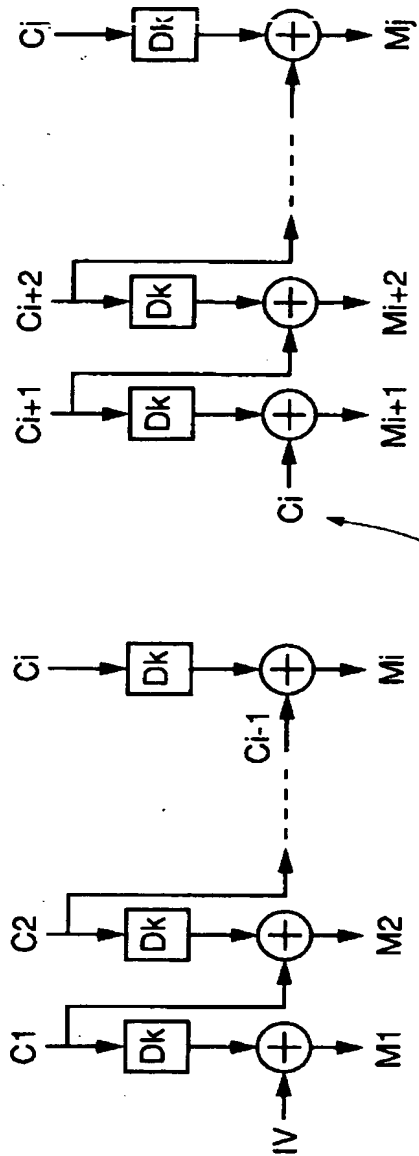 C1 C2 Ci Ci+1 Ci+2 Cj
Dk Dk Dk Dk Dk Dk
IV + + Ci-1 + Ci + + +
M1 M2 Mi Mi+1 Mi+2 Mj